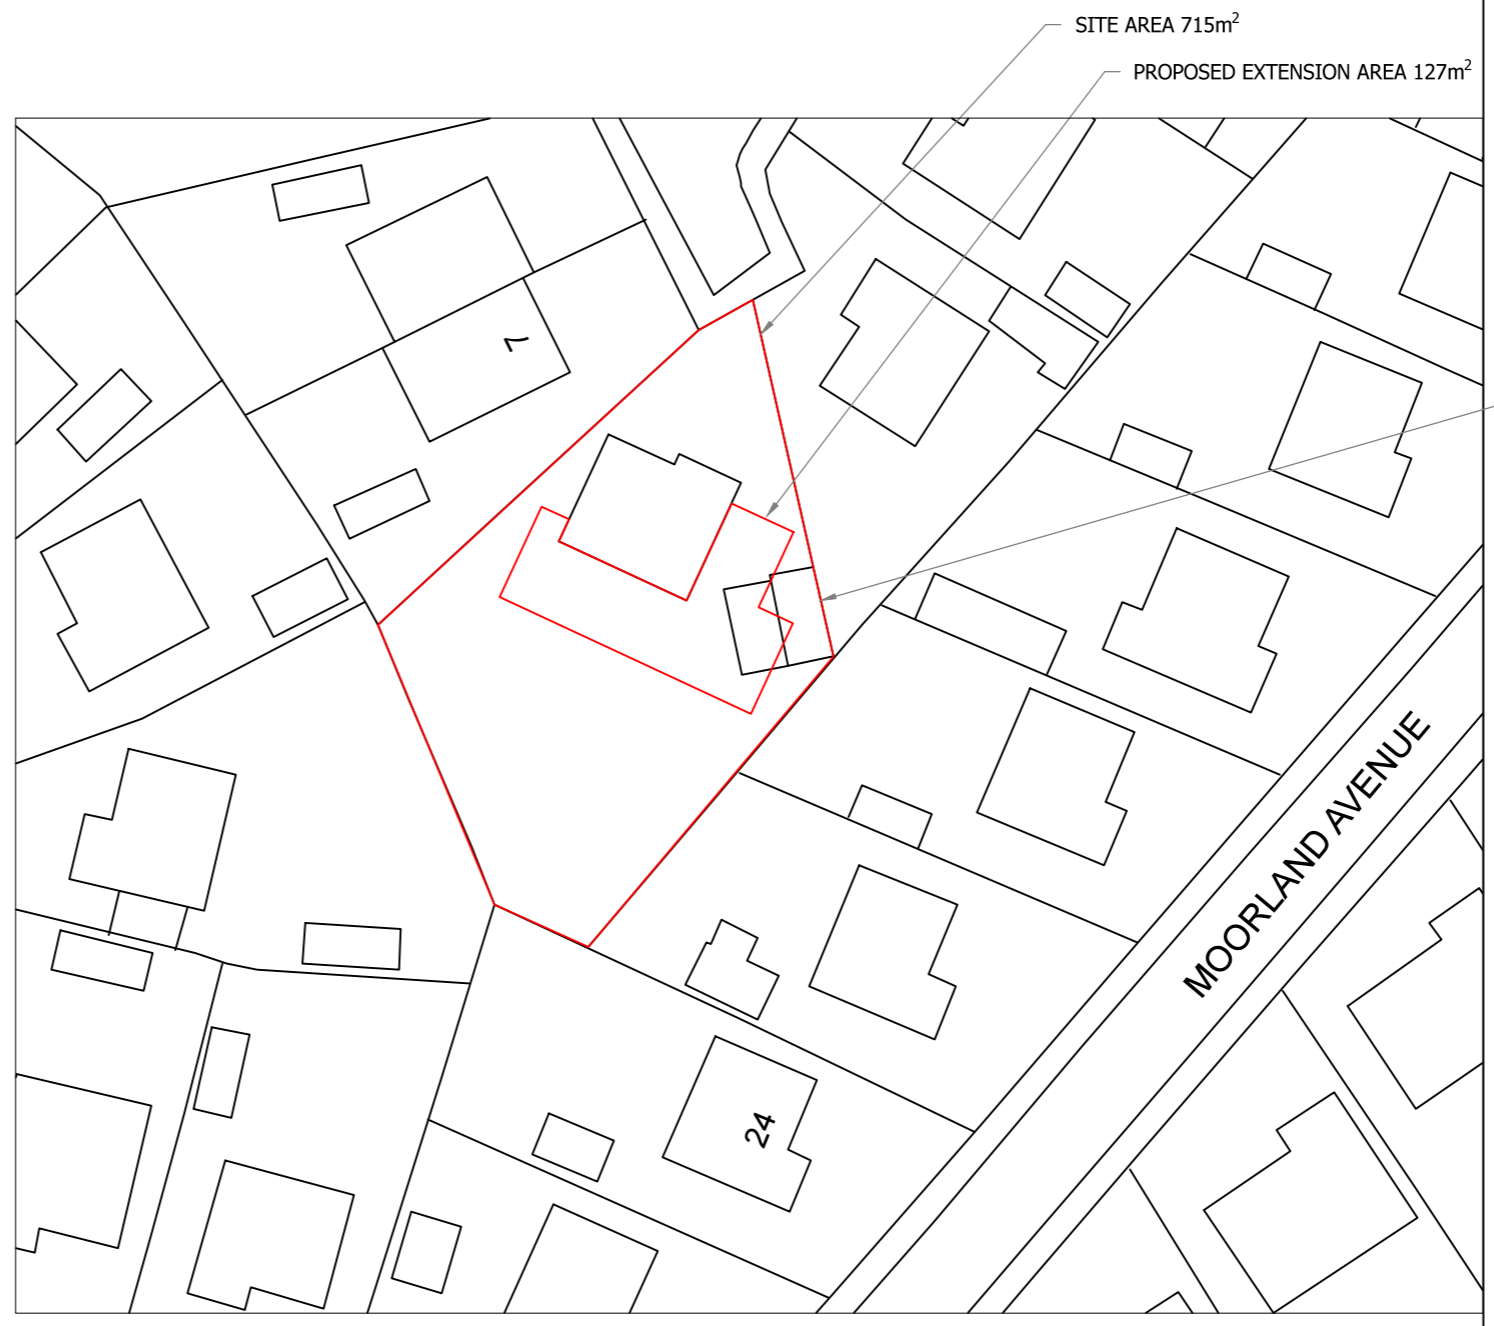 SITE AREA 715m²
PROPOSED EXTENSION AREA 127m²
7
MOORLAND AVENUE
24